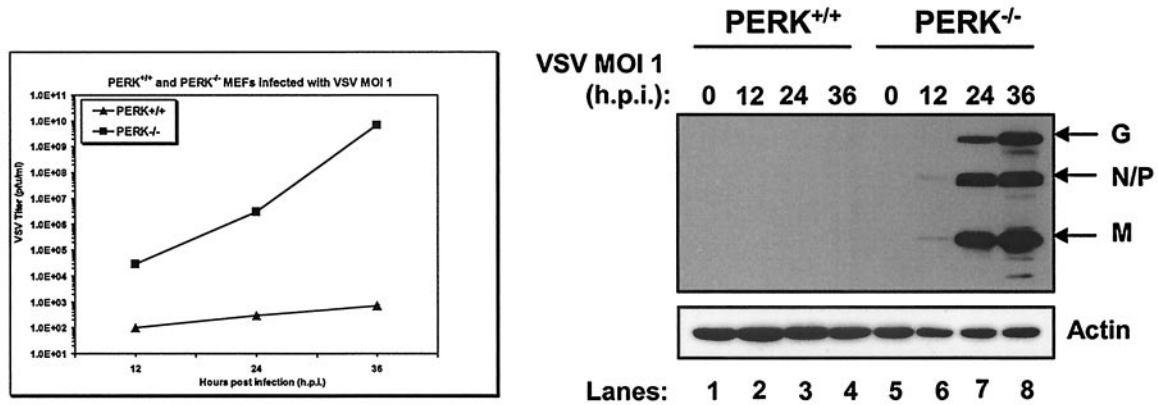 PERK+/+ and PERK-/- MEFs infected with VSV MOI 1
1.0E+11
1.0E+10
1.0E+09
1.0E+08
1.0E+07
1.0E+06
1.0E+05
1.0E+04
1.0E+03
1.0E+02
1.0E+01
VSV Titer (pfu/ml)
PERK+/+
PERK-/-
12 24 36
Hours post infection (h.p.i.)
PERK+/+ PERK-/-
VSV MOI 1
(h.p.i.): 0 12 24 36 0 12 24 36
G
N/P
M
Actin
Lanes: 1 2 3 4 5 6 7 8